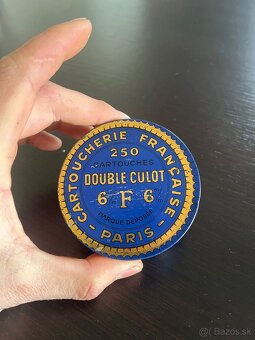 CARTOUCHERIE FRANÇAISE
250
CARTOUCHES
DOUBLE CULOT
6 F 6
MARQUE DÉPOSÉE
PARIS
© Bazos.sk